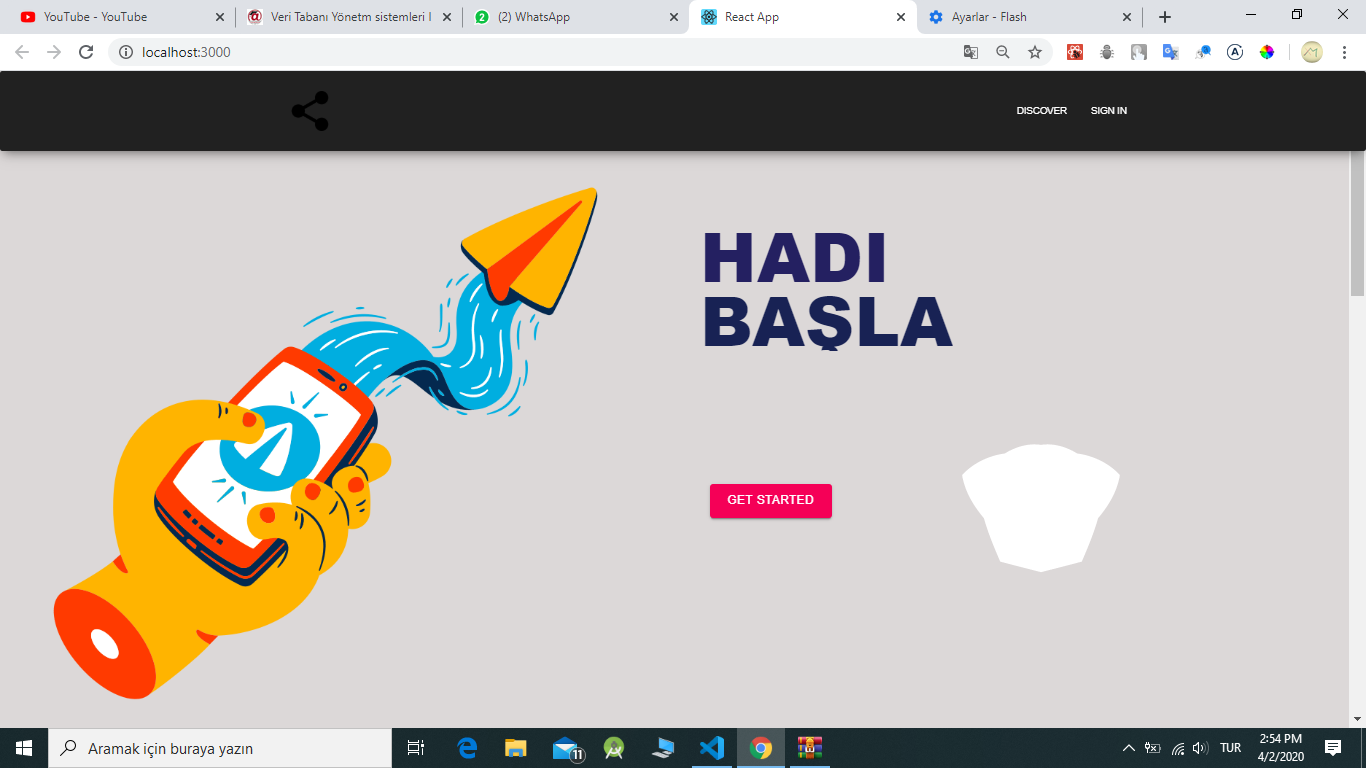 YouTube - YouTube
Veri Tabanı Yönetm sistemleri I
(2) WhatsApp
React App
Ayarlar - Flash
localhost:3000
DISCOVER SIGN IN
HADI
BAŞLA
GET STARTED
Aramak için buraya yazın
11
TUR
2:54 PM
4/2/2020